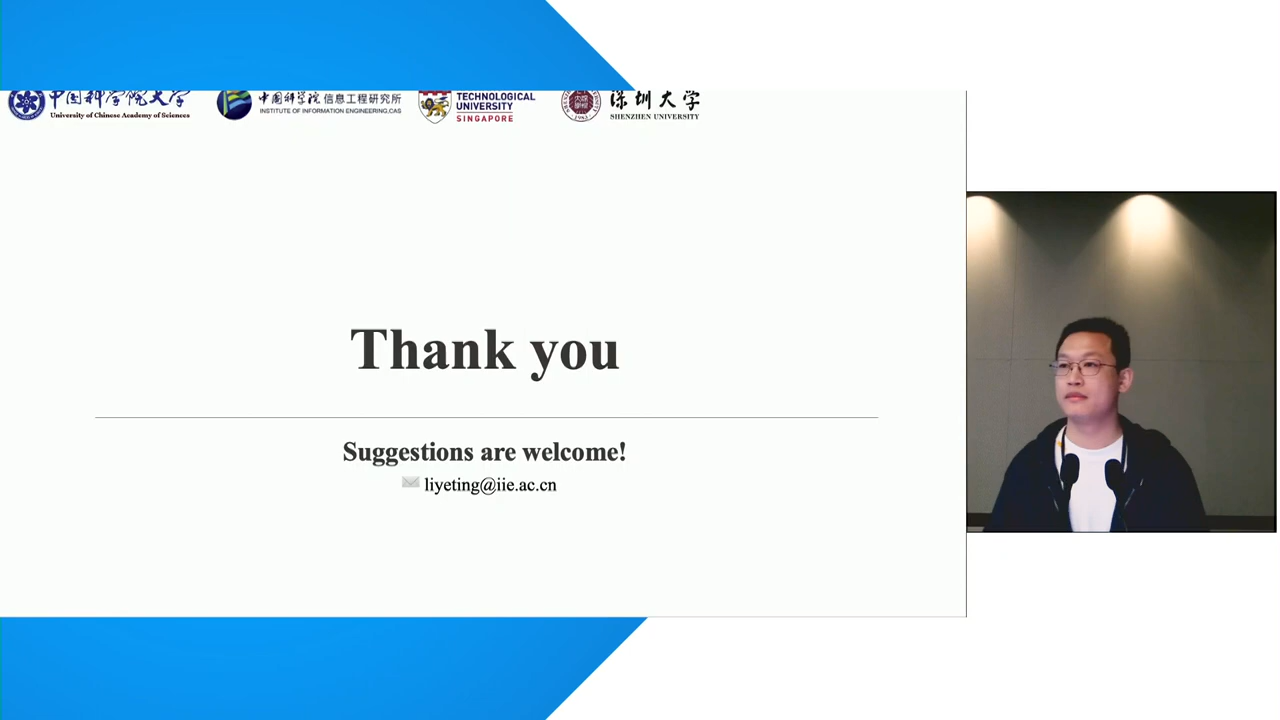 中国科学院大学
University of Chinese Academy of Sciences
中国科学院 信息工程研究所
INSTITUTE OF INFORMATION ENGINEERING,CAS
TECHNOLOGICAL
UNIVERSITY
SINGAPORE
深圳大学
SHENZHEN UNIVERSITY
1983
Thank you
Suggestions are welcome!
liyeting@iie.ac.cn